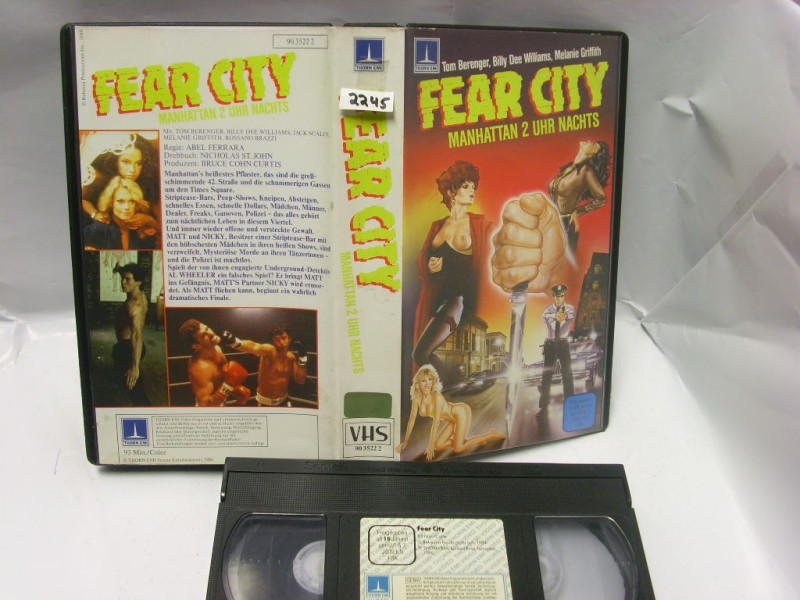 90 3522 2
FEAR CITY
MANHATTAN 2 UHR NACHTS
Mit: TOM BERENGER, BILLY DEE WILLIAMS, JACK SCALIA,
MELANIE GRIFFITH, ROSSANO BRAZZI
Regie: ABEL FERRARA
Drehbuch: NICHOLAS ST. JOHN
Produzent: BRUCE COHN CURTIS
Manhattan's heißestes Pflaster, das sind die grell-
schimmernde 42. Straße und die schummerigen Gassen
um den Times Square.
Striptease-Bars, Peep-Shows, Kneipen, Absteigen,
schnelles Essen, schnelle Dollars, Mädchen, Männer,
Dealer, Freaks, Ganoven, Polizei - das alles gehört
zum nächtlichen Leben in diesem Viertel.
Und immer wieder offene und versteckte Gewalt.
MATT und NICKY, Besitzer einer Striptease-Bar mit
den hübschesten Mädchen in ihren heißen Shows, sind
verzweifelt. Mysteriöse Morde an ihren Tänzerinnen -
und die Polizei ist machtlos.
Spielt der von ihnen engagierte Underground-Detektiv
AL WHEELER ein falsches Spiel? Er bringt MATT
ins Gefängnis, MATT's Partner NICKY wird ermor-
det. Als MATT fliehen kann, beginnt ein wahrlich
dramatisches Finale.
THORN EMI
93 Min./Color
THORN EMI
2245
FEAR CITY
MANHATTAN 2 UHR NACHTS
VHS
90 3522 2
THORN EMI
Tom Berenger, Billy Dee Williams, Melanie Griffith
FEAR CITY
MANHATTAN 2 UHR NACHTS
Fear City